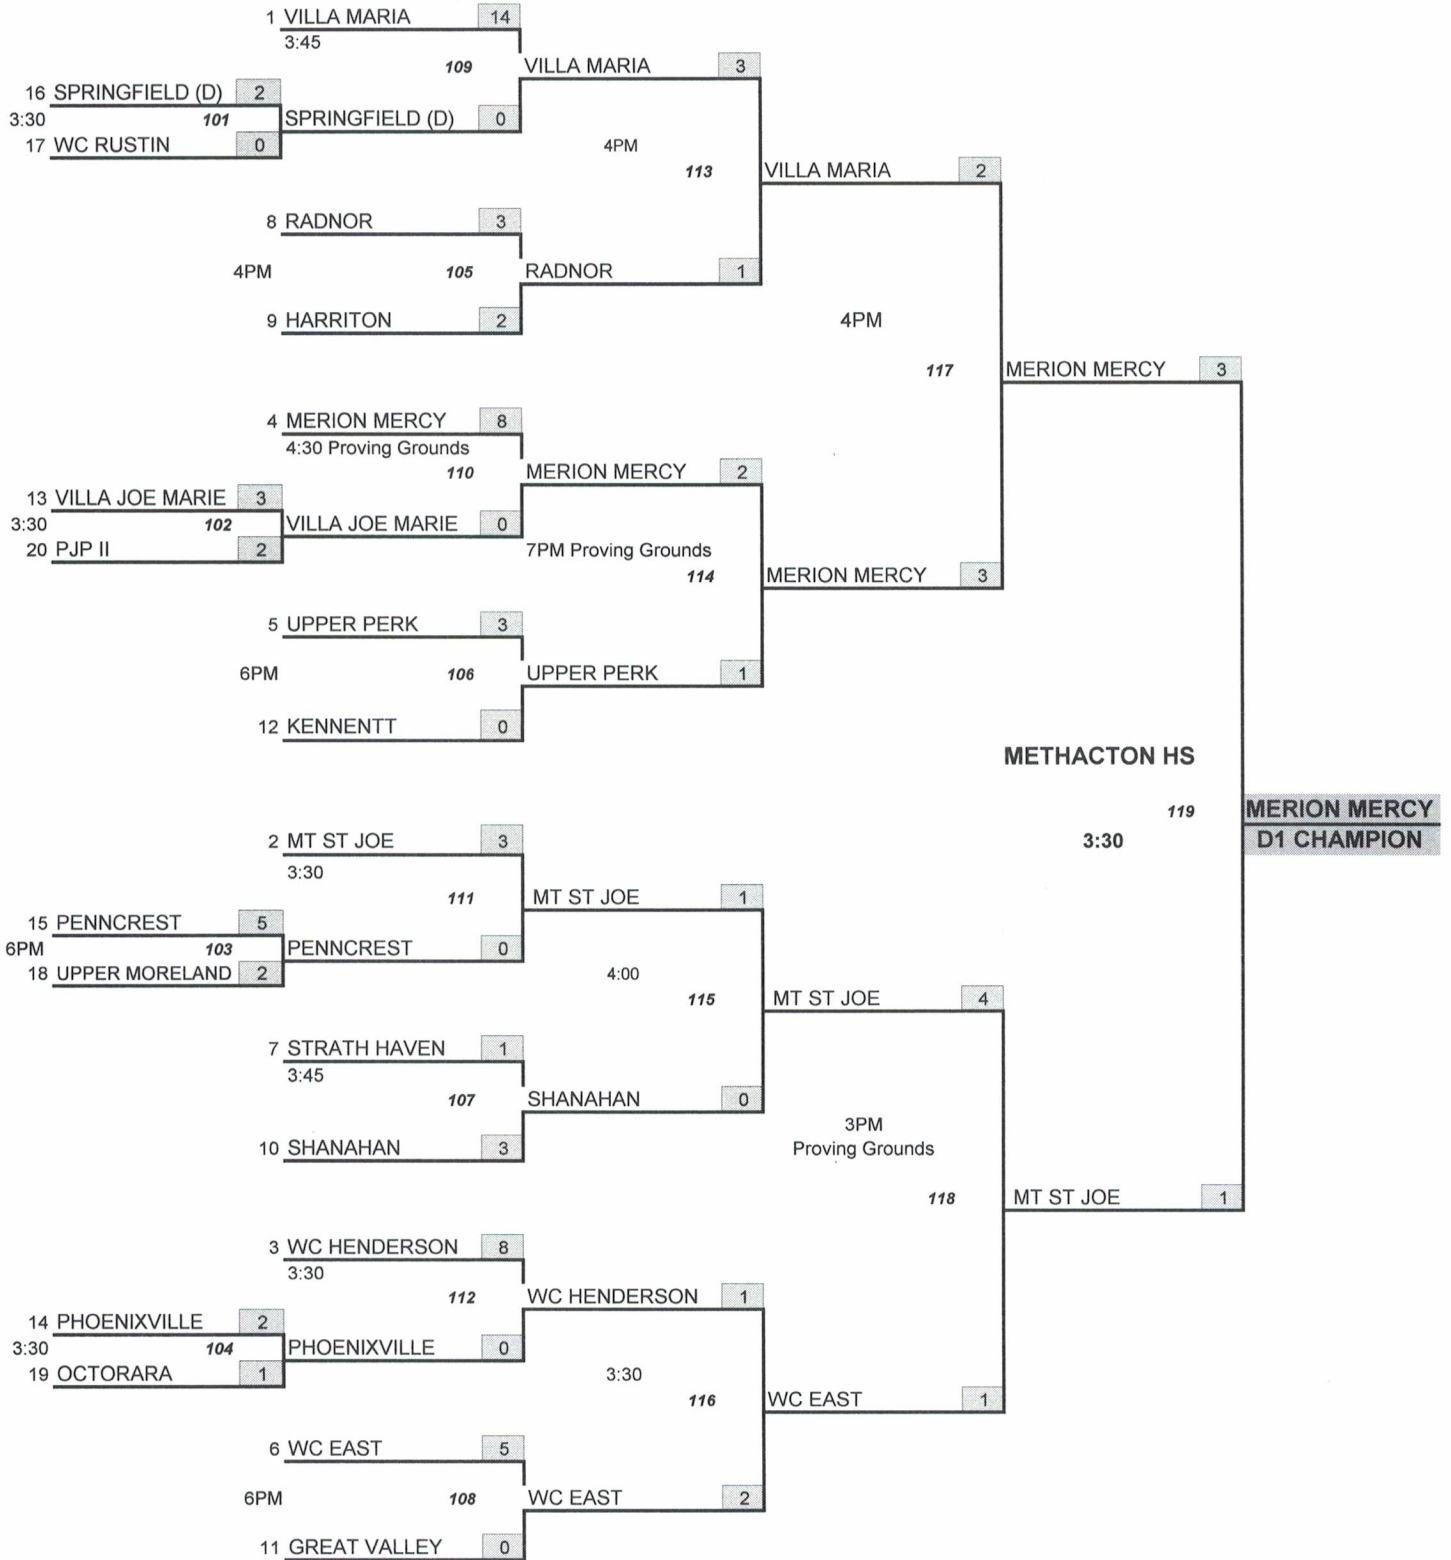 1 VILLA MARIA 14
3:45
109 VILLA MARIA 3
16 SPRINGFIELD (D) 2
3:30 101 SPRINGFIELD (D) 0
17 WC RUSTIN 0
4PM
113 VILLA MARIA 2
8 RADNOR 3
4PM 105 RADNOR 1
9 HARRITON 2
4PM
117 MERION MERCY 3
4 MERION MERCY 8
4:30 Proving Grounds
110 MERION MERCY 2
13 VILLA JOE MARIE 3
3:30 102 VILLA JOE MARIE 0
20 PJP II 2
7PM Proving Grounds
114 MERION MERCY 3
5 UPPER PERK 3
6PM 106 UPPER PERK 1
12 KENNENTT 0
METHACTON HS
119 MERION MERCY
3:30 D1 CHAMPION
2 MT ST JOE 3
3:30
111 MT ST JOE 1
15 PENNCREST 5
6PM 103 PENNCREST 0
18 UPPER MORELAND 2
4:00
115 MT ST JOE 4
7 STRATH HAVEN 1
3:45
107 SHANAHAN 0
10 SHANAHAN 3
3PM
Proving Grounds
118 MT ST JOE 1
3 WC HENDERSON 8
3:30
112 WC HENDERSON 1
14 PHOENIXVILLE 2
3:30 104 PHOENIXVILLE 0
19 OCTORARA 1
3:30
116 WC EAST 1
6 WC EAST 5
6PM 108 WC EAST 2
11 GREAT VALLEY 0